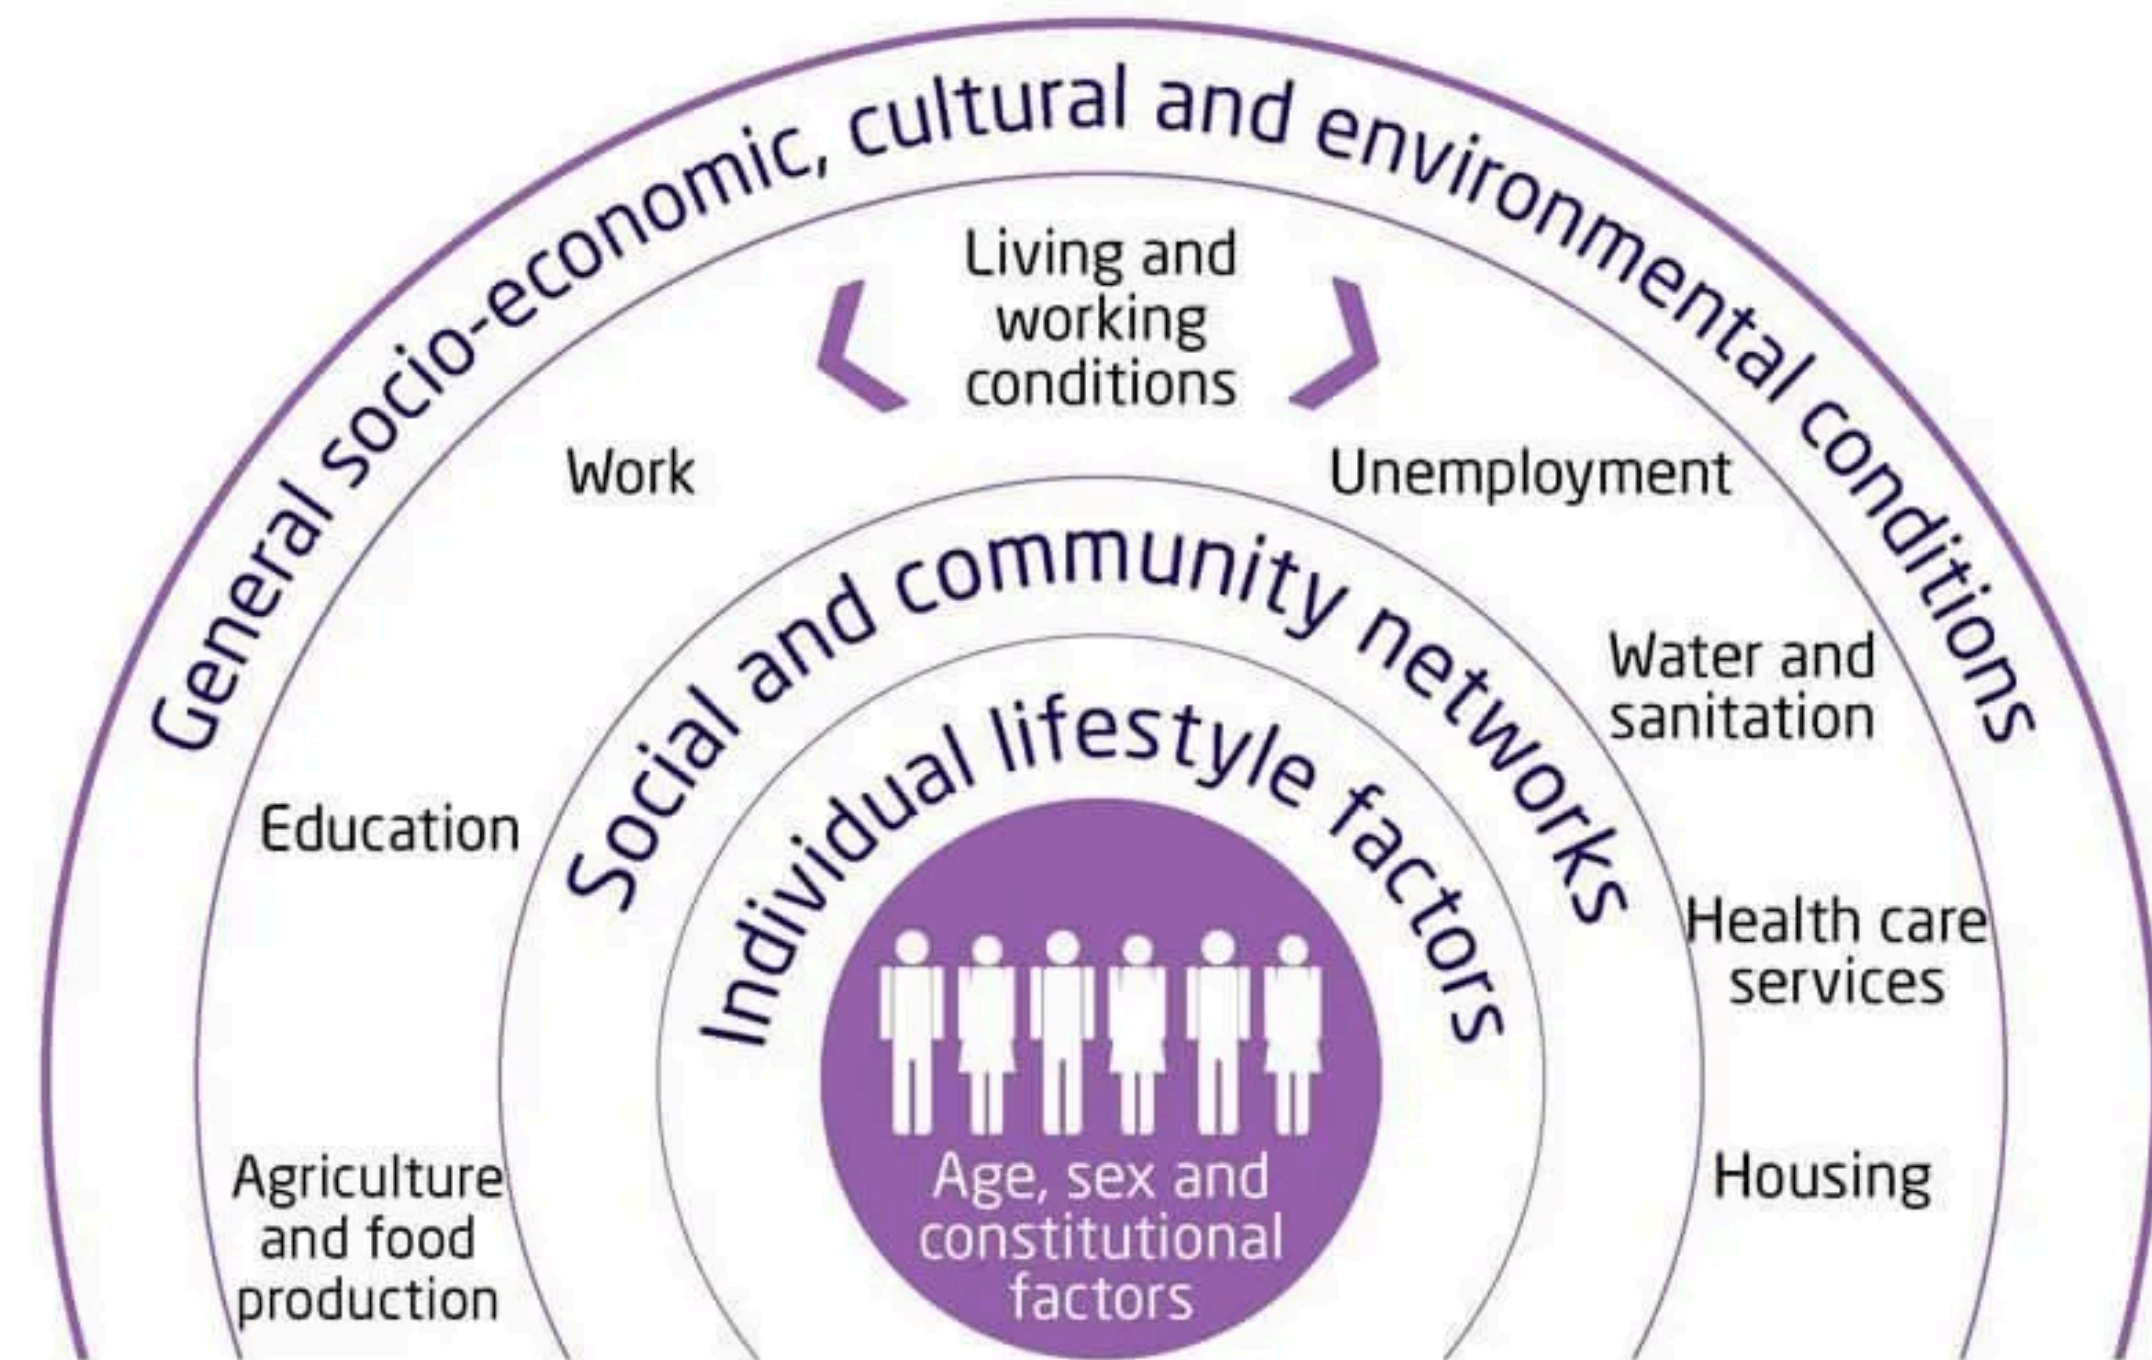 General socio-economic, cultural and environmental conditions
Living and
working
conditions
Work
Unemployment
Social and community networks
Water and
sanitation
Individual lifestyle factors
Education
Health care
services
Agriculture
and food
production
Housing
Age, sex and
constitutional
factors